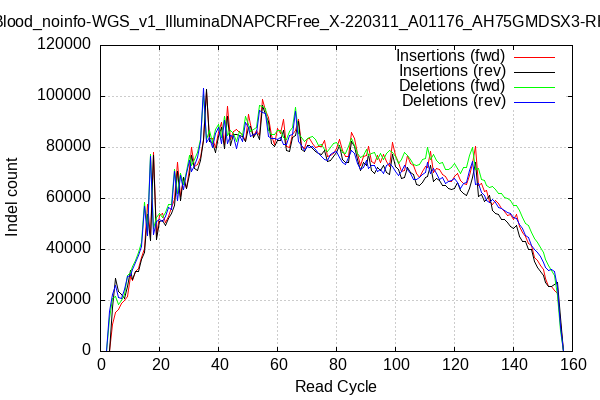 Blood_noinfo-WGS_v1_IlluminaDNAPCRFree_X-220311_A01176_AH75GMDSX3-RE
120000
100000
80000
60000
40000
20000
0
Indel count
Insertions (fwd)
Insertions (rev)
Deletions (fwd)
Deletions (rev)
0 20 40 60 80 100 120 140 160
Read Cycle